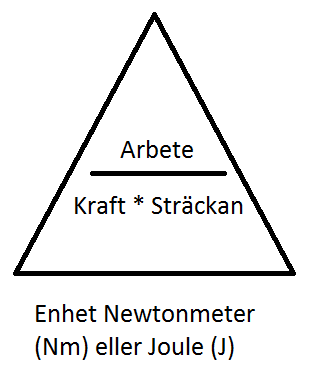 Arbete
Kraft * Sträckan
Enhet Newtonmeter
(Nm) eller Joule (J)